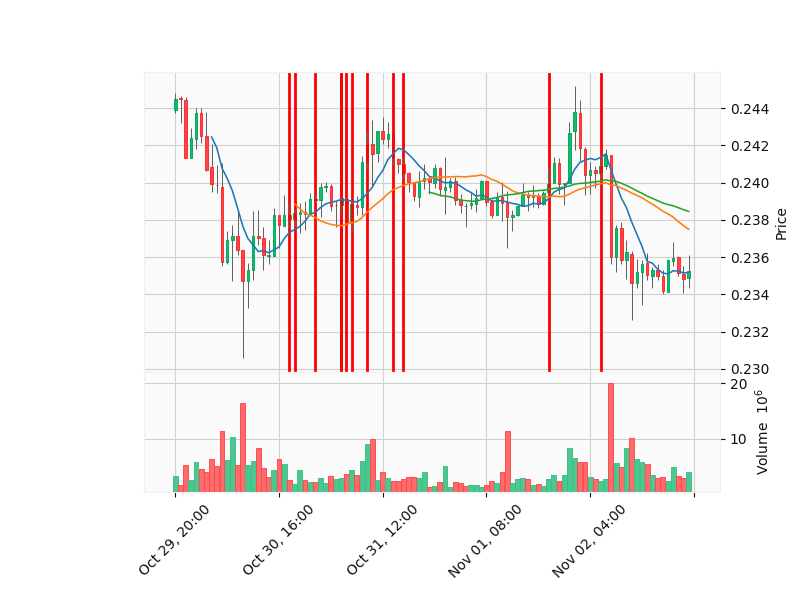 0.244
0.242
0.240
0.238
0.236
0.234
0.232
0.230
Price
20
10
Volume 10⁶
Oct 29, 20:00
Oct 30, 16:00
Oct 31, 12:00
Nov 01, 08:00
Nov 02, 04:00